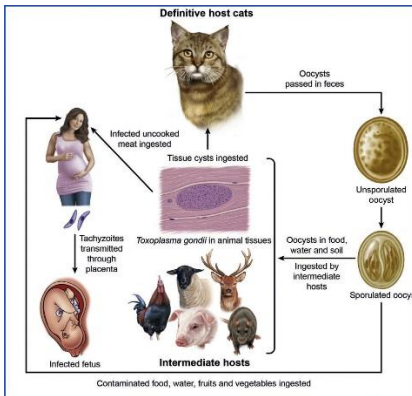 Definitive host cats
Oocysts
passed in feces
Infected uncooked
meat ingested
Tissue cysts ingested
Unsporulated
oocyst
Toxoplasma gondii in animal tissues
Tachyzoites
transmitted
through
placenta
Oocysts in food,
water and soil
Ingested by
intermediate
hosts
Sporulated oocyst
Infected fetus
Intermediate hosts
Contaminated food, water, fruits and vegetables ingested